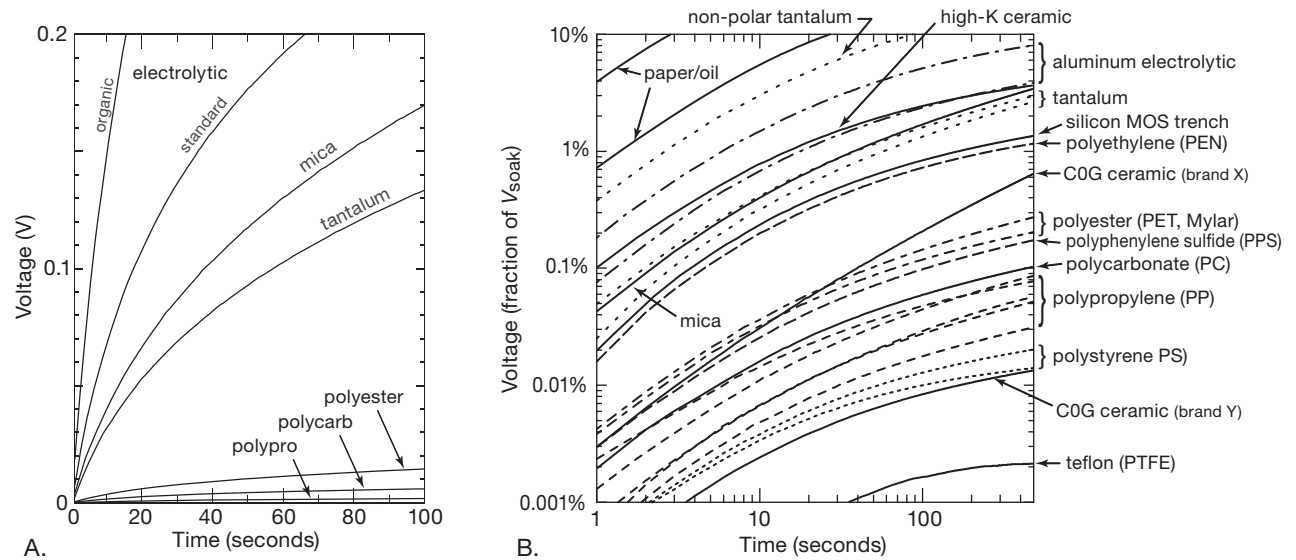 0.2
0.1
0
Voltage (V)
organic
electrolytic
standard
mica
tantalum
polyester
polycarb
polypro
0 20 40 60 80 100
Time (seconds)
A.
non-polar tantalum
high-K ceramic
10%
1%
0.1%
0.01%
0.001%
Voltage (fraction of Vsoak)
paper/oil
mica
aluminum electrolytic
tantalum
silicon MOS trench
polyethylene (PEN)
C0G ceramic (brand X)
polyester (PET, Mylar)
polyphenylene sulfide (PPS)
polycarbonate (PC)
polypropylene (PP)
polystyrene PS)
C0G ceramic (brand Y)
teflon (PTFE)
1 10 100
Time (seconds)
B.